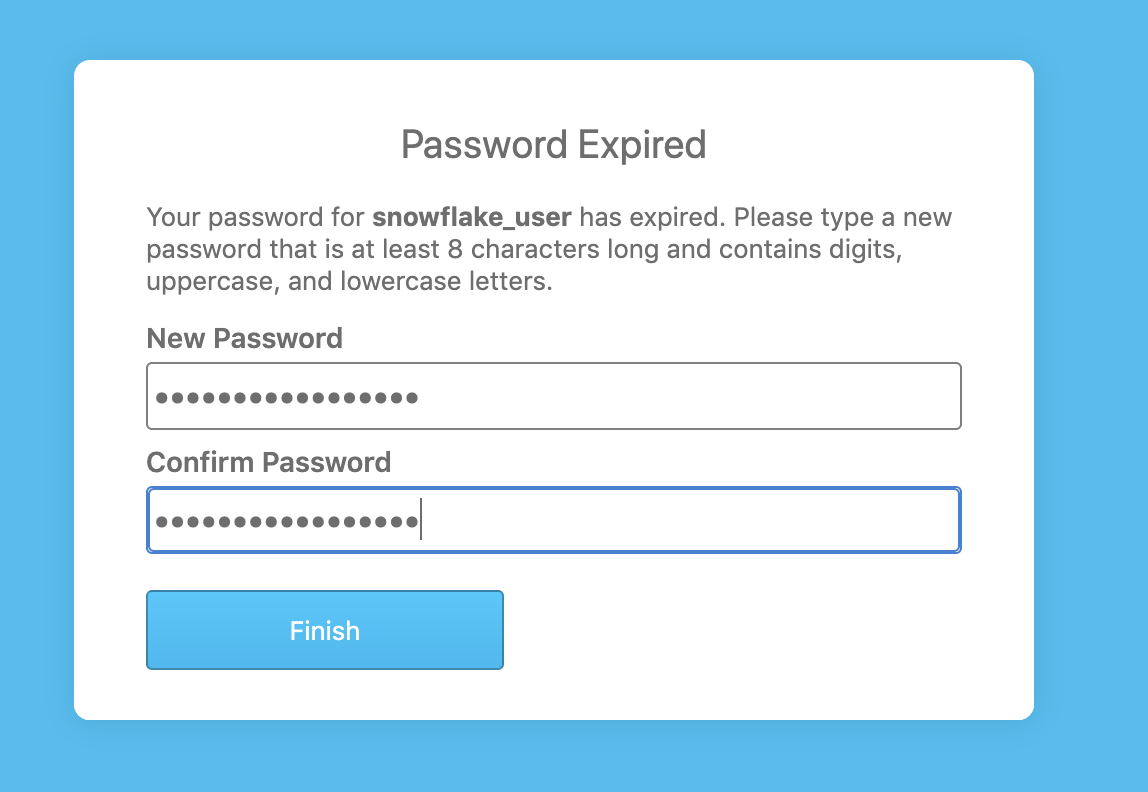 Password Expired
Your password for snowflake_user has expired. Please type a new
password that is at least 8 characters long and contains digits,
uppercase, and lowercase letters.
New Password
•••••••••••••••••
Confirm Password
•••••••••••••••••
Finish